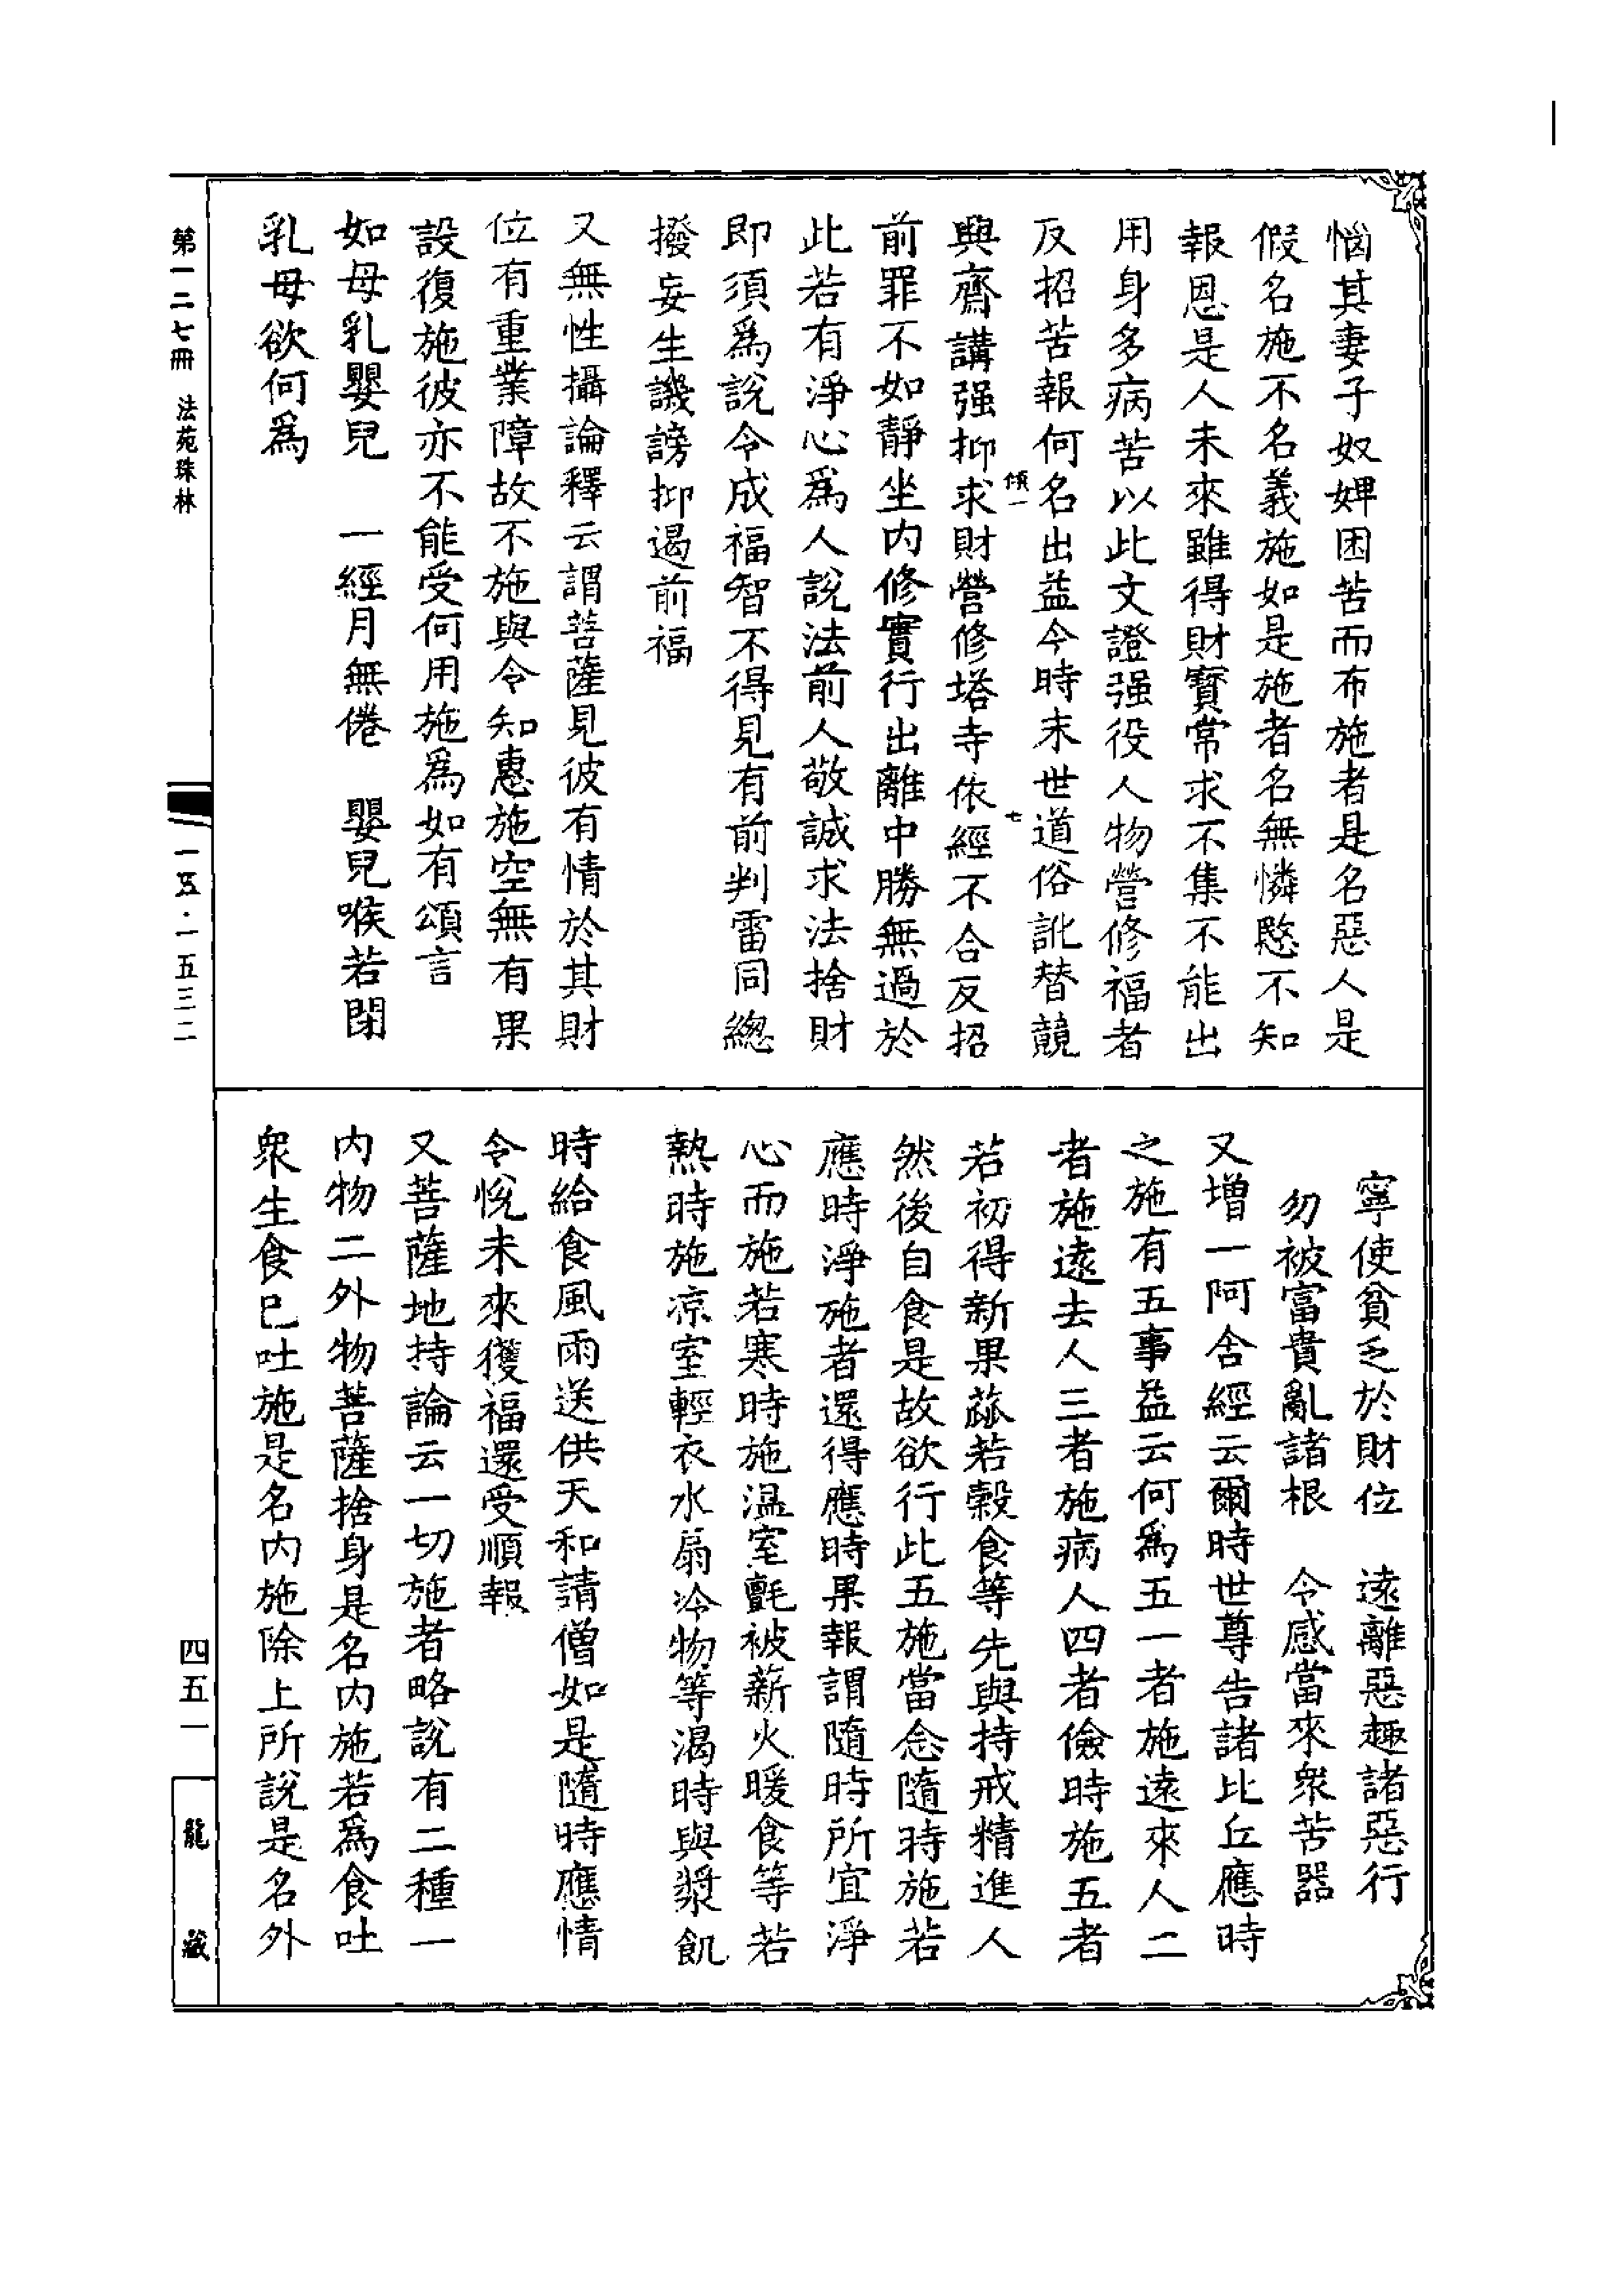 惱其妻子奴婢困苦而布施者是名惡人是
假名施不名義施如是施者名無憐愍不知
報恩是人未來雖得財寶常求不集不能出
用身多病苦以此文證强役人物營修福者
反招苦報何名出益今時末世道俗訛替競
興齋講强抑求財營修塔寺依經不合反招
前罪不如靜坐内修實行出離中勝無過於
此若有淨心爲人說法前人敬誠求法捨財
即須爲說令成福智不得見有前判雷同總
撥妄生譏謗抑遏前福
又無性攝論釋云謂菩薩見彼有情於其財
位有重業障故不施與令知惠施空無有果
設復施彼亦不能受何用施爲如有頌言
如母乳嬰兒　一經月無倦　嬰兒喉若閉
乳母欲何爲
寧使貧乏於財位　遠離惡趣諸惡行
勿被富貴亂諸根　令感當來衆苦器
又增一阿含經云爾時世尊告諸比丘應時
之施有五事益云何爲五一者施遠來人二
者施遠去人三者施病人四者儉時施五者
若初得新果蓏若穀食等先與持戒精進人
然後自食是故欲行此五施當念隨時施若
應時淨施者還得應時果報謂隨時所宜淨
心而施若寒時施温室氈被薪火暖食等若
熱時施凉室輕衣水扇冷物等渴時與漿飢
時給食風雨送供天和請僧如是隨時應情
令悅未來獲福還受順報
又菩薩地持論云一切施者略說有二種一
内物二外物菩薩捨身是名内施若爲食吐
衆生食已吐施是名内施除上所說是名外
第一二七冊　法苑珠林
一五·一五三二
四五一
龍藏
傾一
七